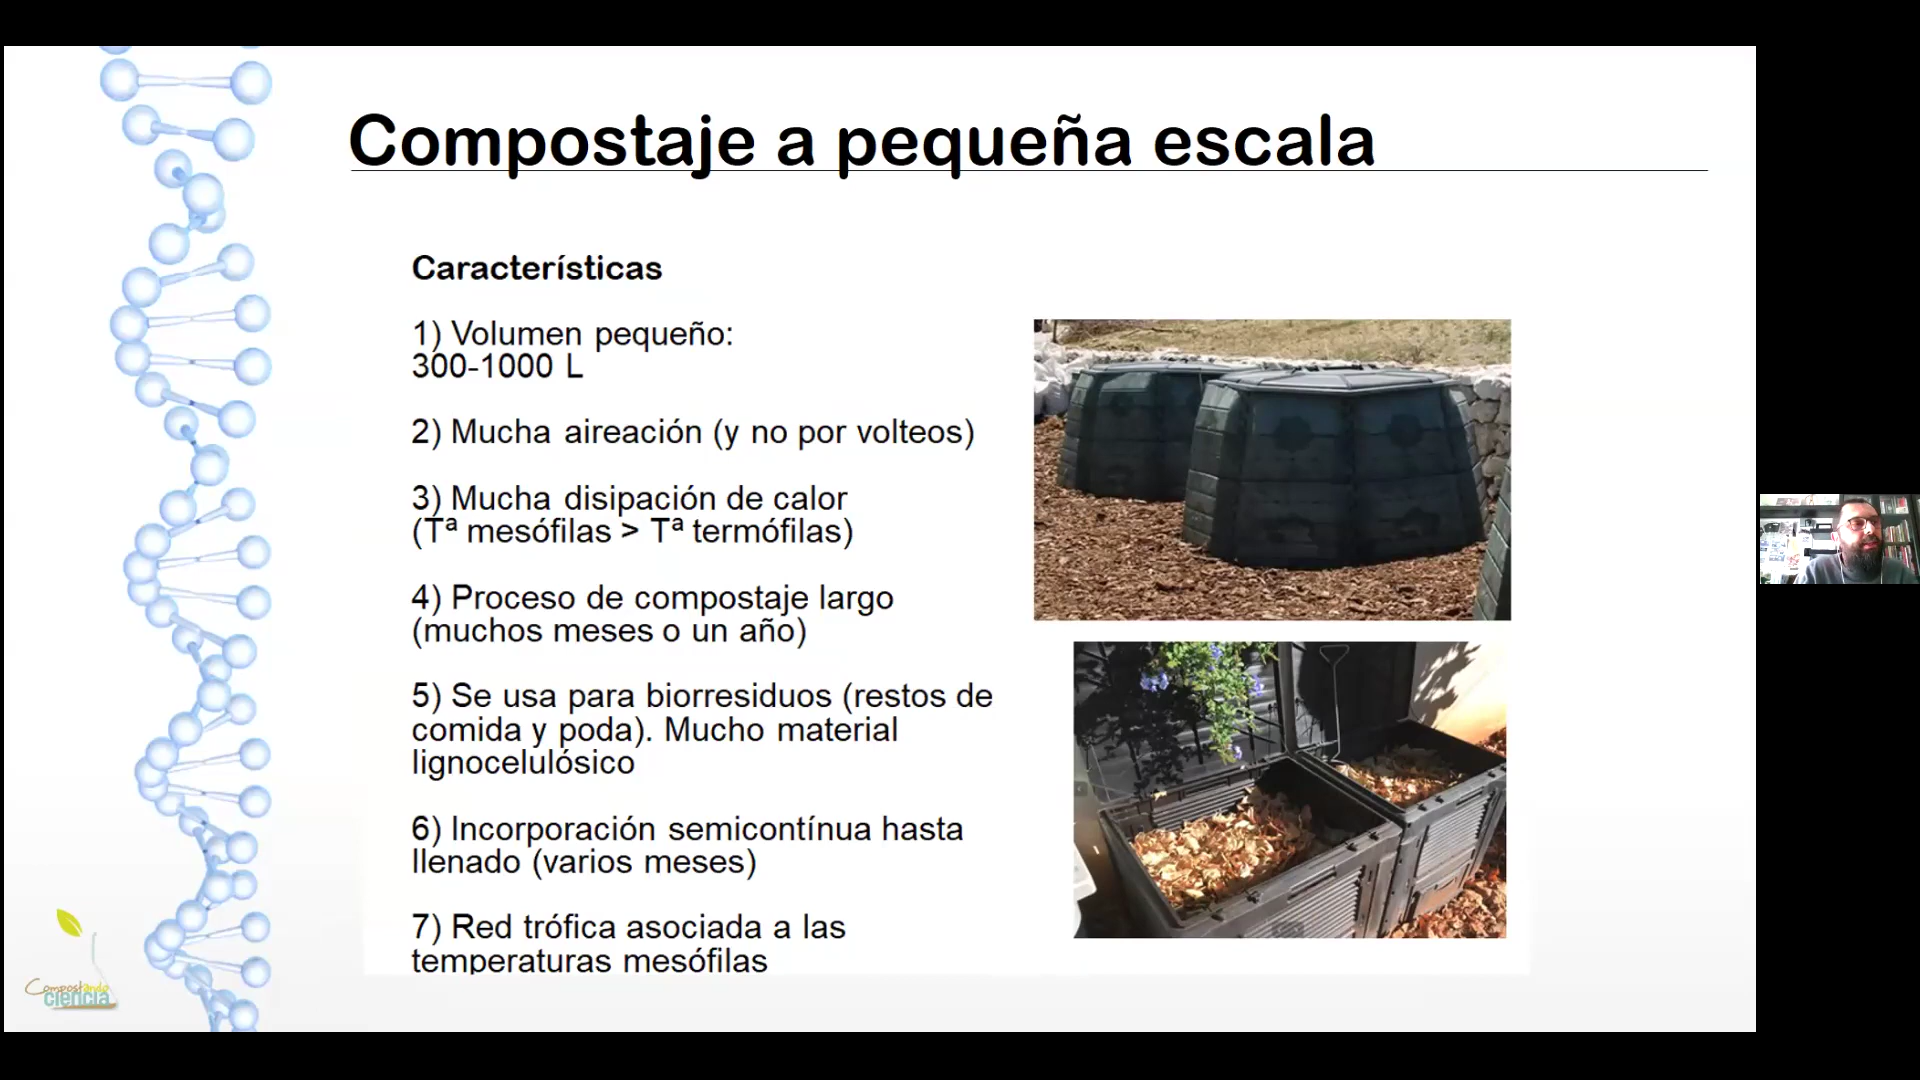 Compostaje a pequeña escala
Características
1) Volumen pequeño:
300-1000 L
2) Mucha aireación (y no por volteos)
3) Mucha disipación de calor
(Tª mesófilas > Tª termófilas)
4) Proceso de compostaje largo
(muchos meses o un año)
5) Se usa para biorresiduos (restos de
comida y poda). Mucho material
lignocelulósico
6) Incorporación semicontínua hasta
llenado (varios meses)
7) Red trófica asociada a las
temperaturas mesófilas
Compostando
ciencia